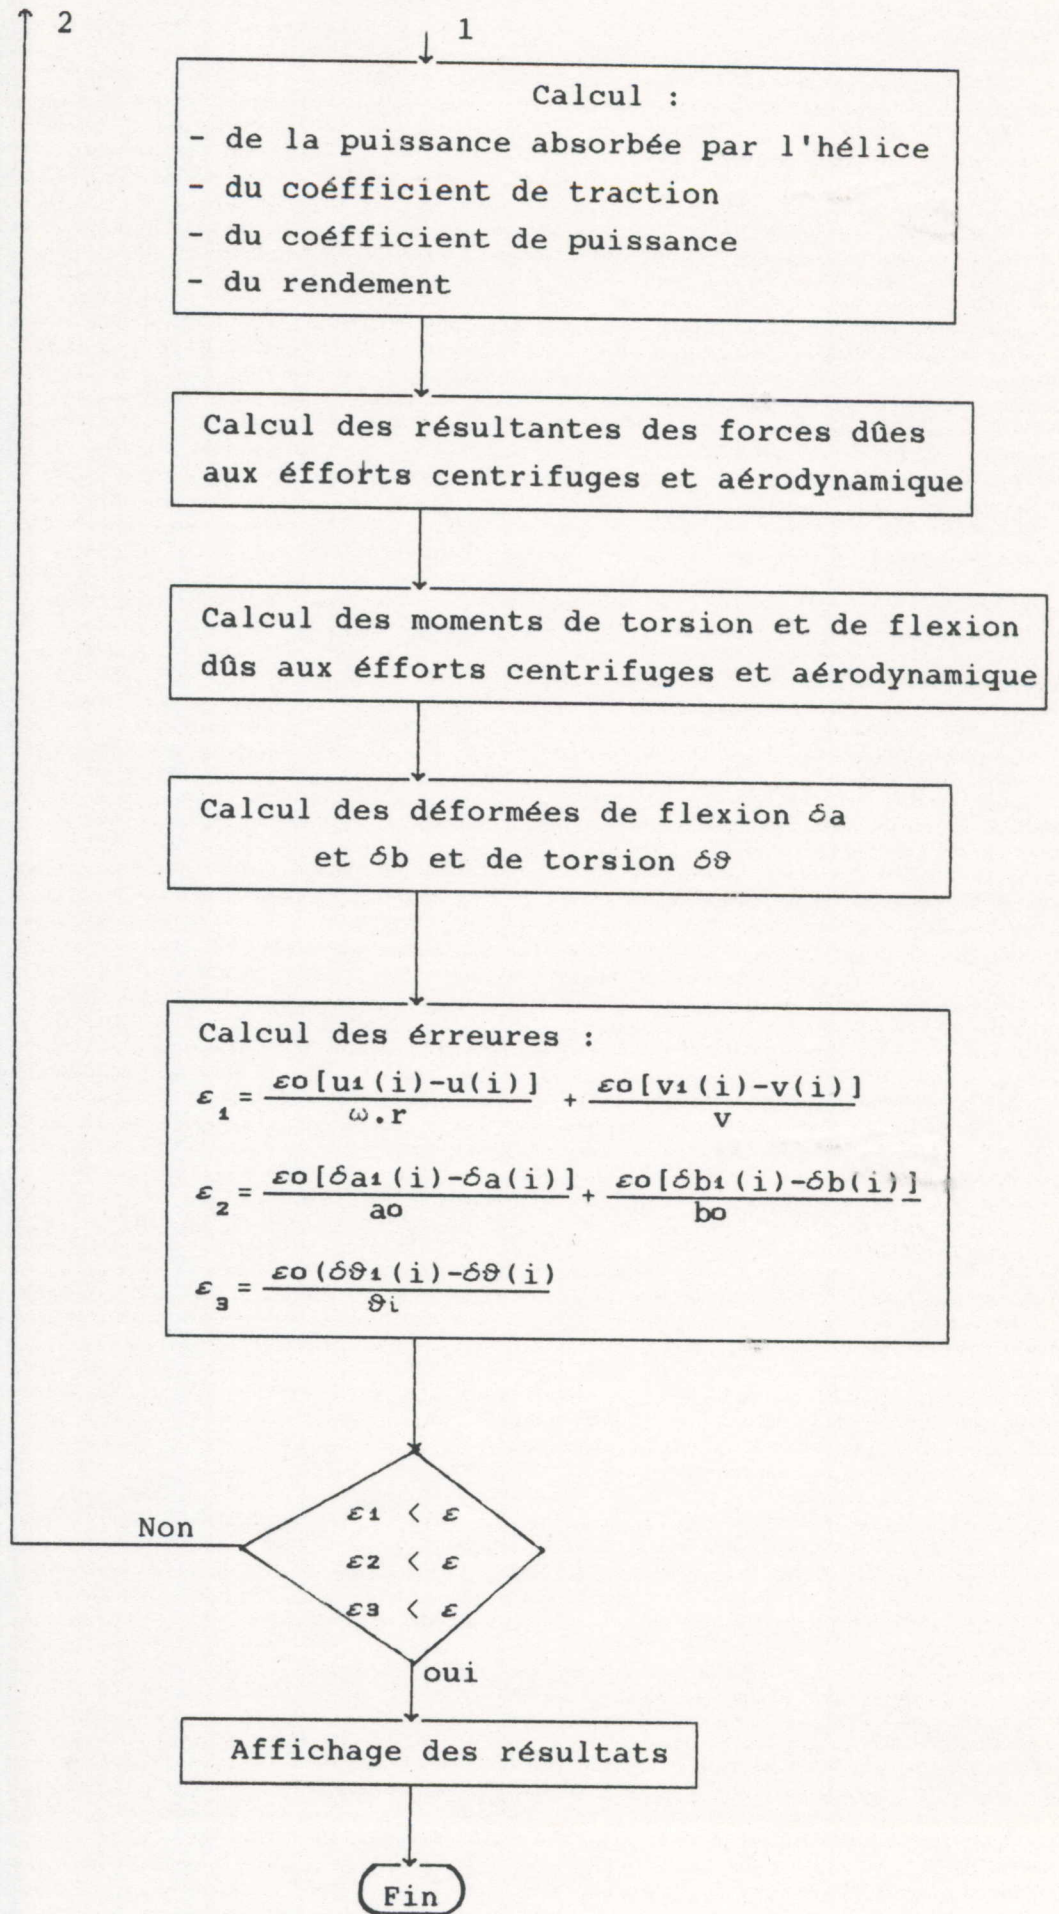 2
1
Calcul :
- de la puissance absorbée par l'hélice
- du coéfficient de traction
- du coéfficient de puissance
- du rendement
Calcul des résultantes des forces dûes
aux éfforts centrifuges et aérodynamique
Calcul des moments de torsion et de flexion
dûs aux éfforts centrifuges et aérodynamique
Calcul des déformées de flexion δa
et δb et de torsion δϑ
Calcul des érreures :
ε1 = εo[u1(i)-u(i)] / ω.r + εo[v1(i)-v(i)] / v
ε2 = εo[δa1(i)-δa(i)] / ao + εo[δb1(i)-δb(i)] / bo
ε3 = εo(δϑ1(i)-δϑ(i) / ϑi
ε1 < ε
Non
ε2 < ε
ε3 < ε
oui
Affichage des résultats
Fin